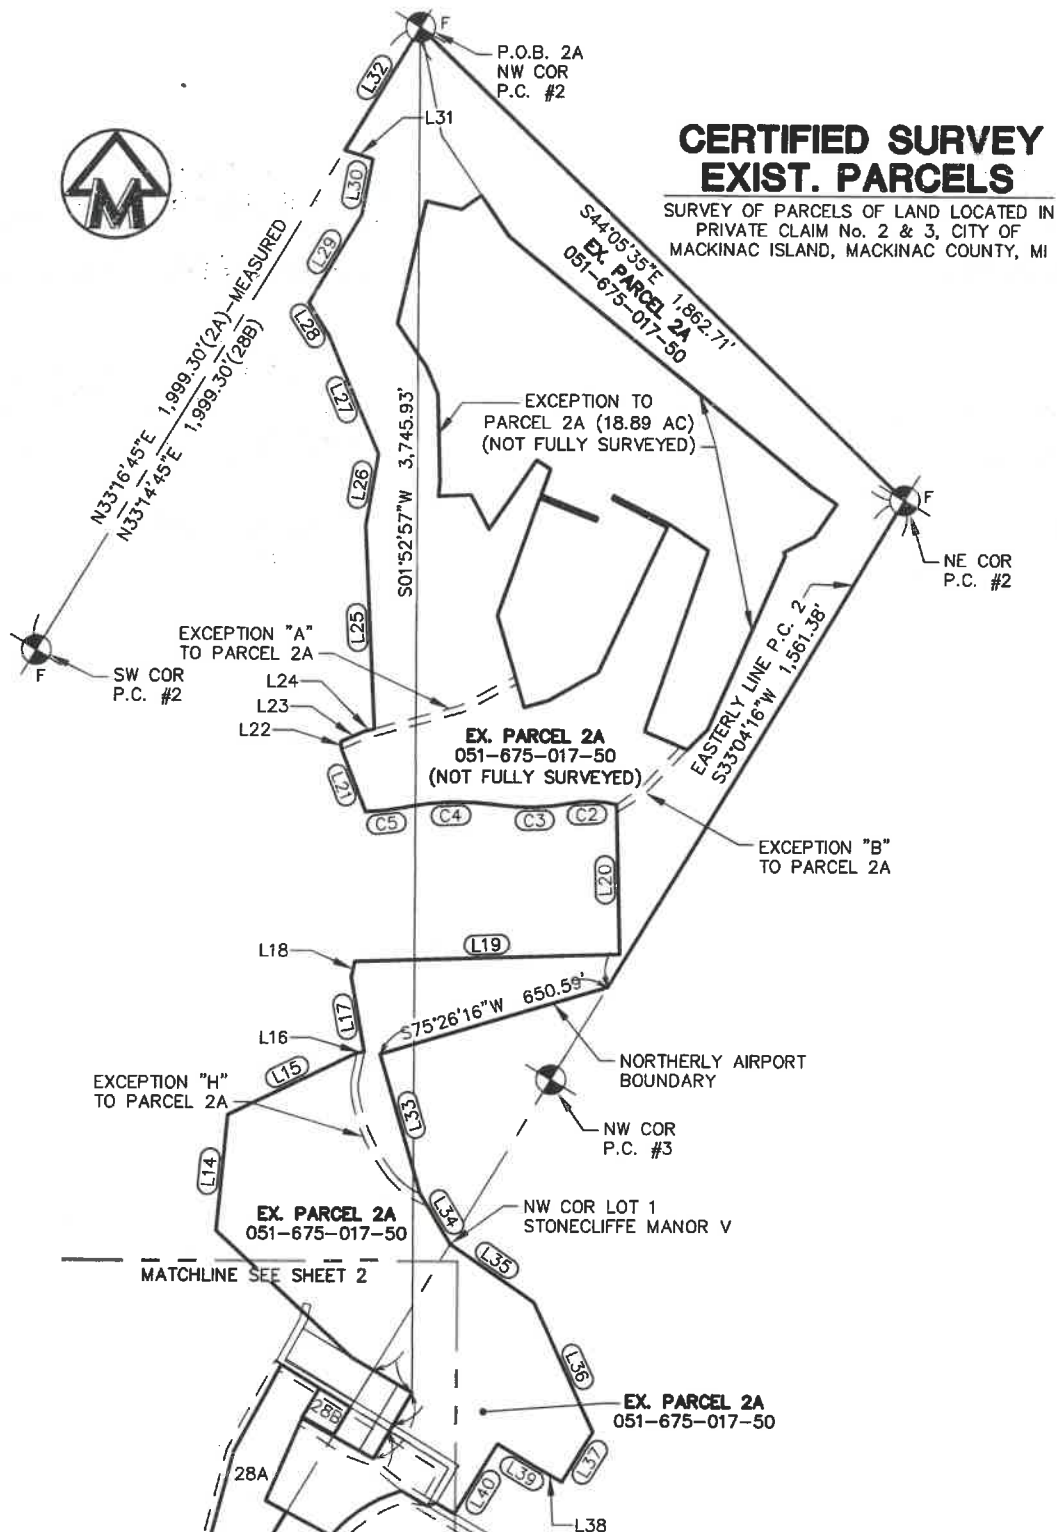 F
P.O.B. 2A
NW COR
P.C. #2
L32
L31
CERTIFIED SURVEY
EXIST. PARCELS
SURVEY OF PARCELS OF LAND LOCATED IN
PRIVATE CLAIM No. 2 & 3, CITY OF
MACKINAC ISLAND, MACKINAC COUNTY, MI
M
L30
L29
L28
L27
L26
L25
N33°16'45"E 1,999.30'(2A)-MEASURED
N33°14'45"E 1,999.30'(28B)
S44°05'35"E 1,862.71'
EX. PARCEL 2A
051-675-017-50
S01°52'57"W 3,745.93'
EXCEPTION TO
PARCEL 2A (18.89 AC)
(NOT FULLY SURVEYED)
F
NE COR
P.C. #2
EASTERLY LINE P.C. 2
S33°04'16"W 1,561.38'
F
SW COR
P.C. #2
EXCEPTION "A"
TO PARCEL 2A
L24
L23
L22
L21
EX. PARCEL 2A
051-675-017-50
(NOT FULLY SURVEYED)
C5
C4
C3
C2
EXCEPTION "B"
TO PARCEL 2A
L20
L19
L18
L17
S75°26'16"W 650.59'
L16
L15
EXCEPTION "H"
TO PARCEL 2A
NORTHERLY AIRPORT
BOUNDARY
L33
NW COR
P.C. #3
L14
L34
NW COR LOT 1
STONECLIFFE MANOR V
EX. PARCEL 2A
051-675-017-50
L35
MATCHLINE SEE SHEET 2
L36
EX. PARCEL 2A
051-675-017-50
28B
28A
L37
L39
L40
L38